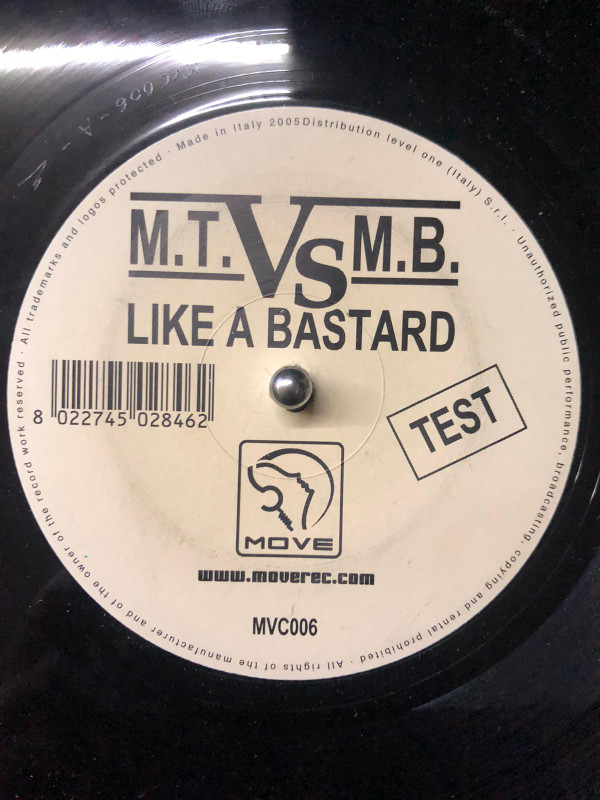 MVC006-A-
M.T. Vs M.B.
LIKE A BASTARD
8 022745 028462
TEST
MOVE
www.moverec.com
MVC006
All rights of the manufacturer and of the owner of the record work reserved · All trademarks and logos protected · Made in Italy 2005 Distribution level one (Italy) S.r.l. · Unauthorized public performance, broadcasting, copying and rental prohibited ·